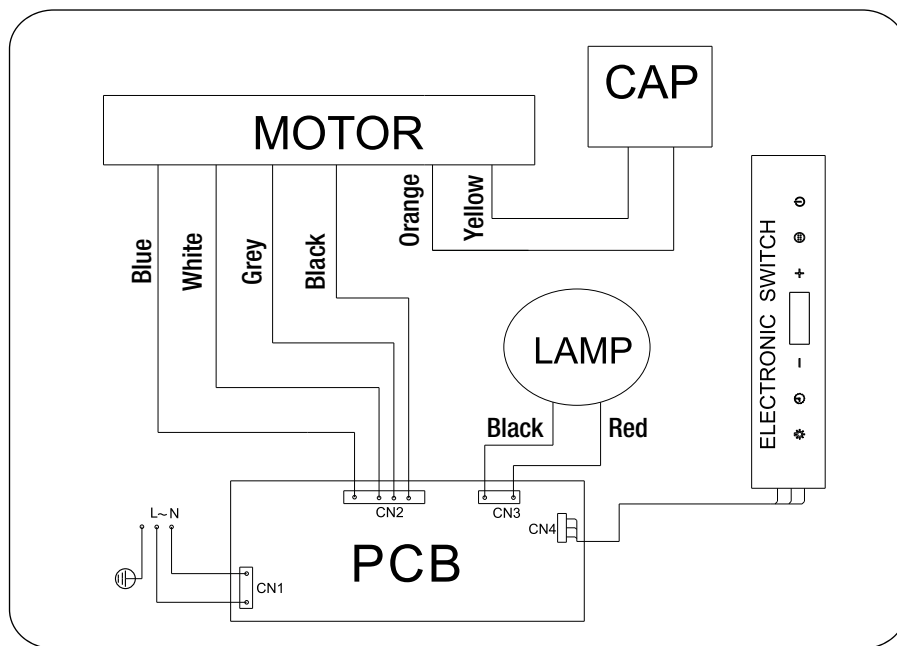 CAP
MOTOR
Blue
White
Grey
Black
Orange
Yellow
ELECTRONIC SWITCH
+
−
LAMP
Black
Red
L~N
CN1
CN2
CN3
CN4
PCB